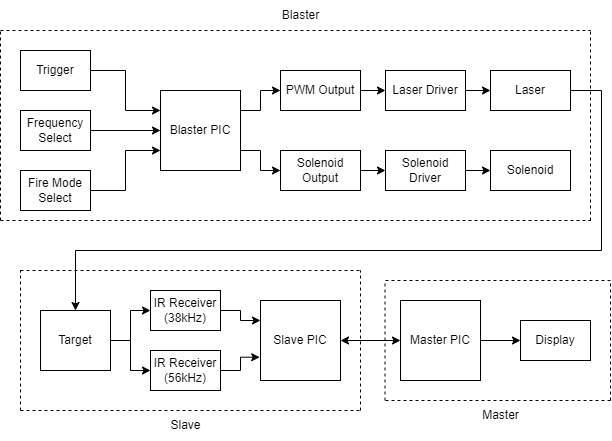 Blaster
Trigger
Frequency
Select
Fire Mode
Select
Blaster PIC
PWM Output
Laser Driver
Laser
Solenoid
Output
Solenoid
Driver
Solenoid
Target
IR Receiver
(38kHz)
IR Receiver
(56kHz)
Slave PIC
Master PIC
Display
Slave
Master